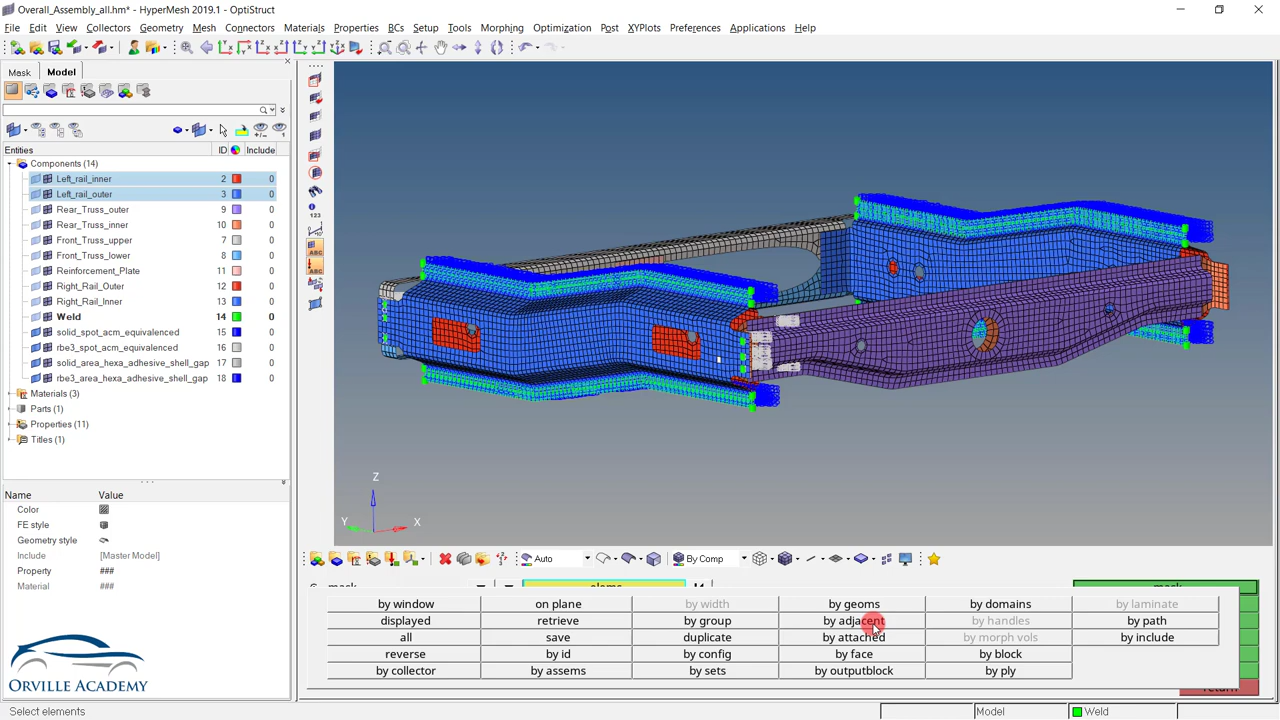 Overall_Assembly_all.hm* - HyperMesh 2019.1 - OptiStruct
File Edit View Collectors Geometry Mesh Connectors Materials Properties BCs Setup Tools Morphing Optimization Post XYPlots Preferences Applications Help
Mask Model
Entities ID Include
Components (14)
Left_rail_inner 2 0
Left_rail_outer 3 0
Rear_Truss_outer 9 0
Rear_Truss_inner 10 0
Front_Truss_upper 7 0
Front_Truss_lower 8 0
Reinforcement_Plate 11 0
Right_Rail_Outer 12 0
Right_Rail_Inner 13 0
Weld 14 0
solid_spot_acm_equivalenced 15 0
rbe3_spot_acm_equivalenced 16 0
solid_area_hexa_adhesive_shell_gap 17 0
rbe3_area_hexa_adhesive_shell_gap 18 0
Materials (3)
Parts (1)
Properties (11)
Titles (1)
Name Value
Color
FE style
Geometry style
Include [Master Model]
Property ###
Material ###
ORVILLE ACADEMY
123
ABC
ABC
Z
Y X
Auto By Comp
mask elems mask
by window on plane by width by geoms by domains by laminate
displayed retrieve by group by adjacent by handles by path
all save duplicate by attached by morph vols by include
reverse by id by config by face by block
by collector by assems by sets by outputblock by ply
return
Select elements Model Weld